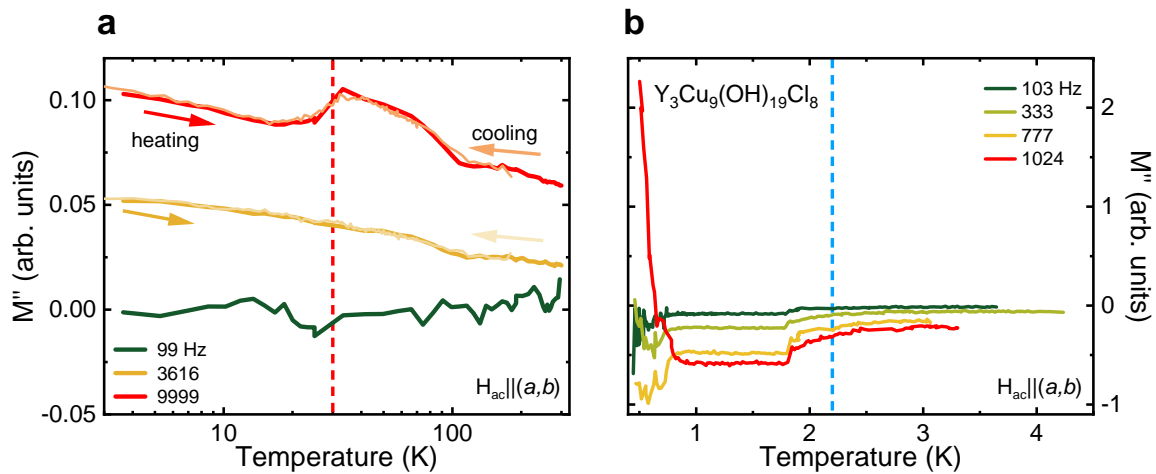 a
M'' (arb. units)
0.10
0.05
0.00
-0.05
heating
cooling
99 Hz
3616
9999
H_ac||(a,b)
10
100
Temperature (K)
b
Y₃Cu₉(OH)₁₉Cl₈
103 Hz
333
777
1024
2
1
0
-1
M'' (arb. units)
H_ac||(a,b)
1
2
3
4
Temperature (K)